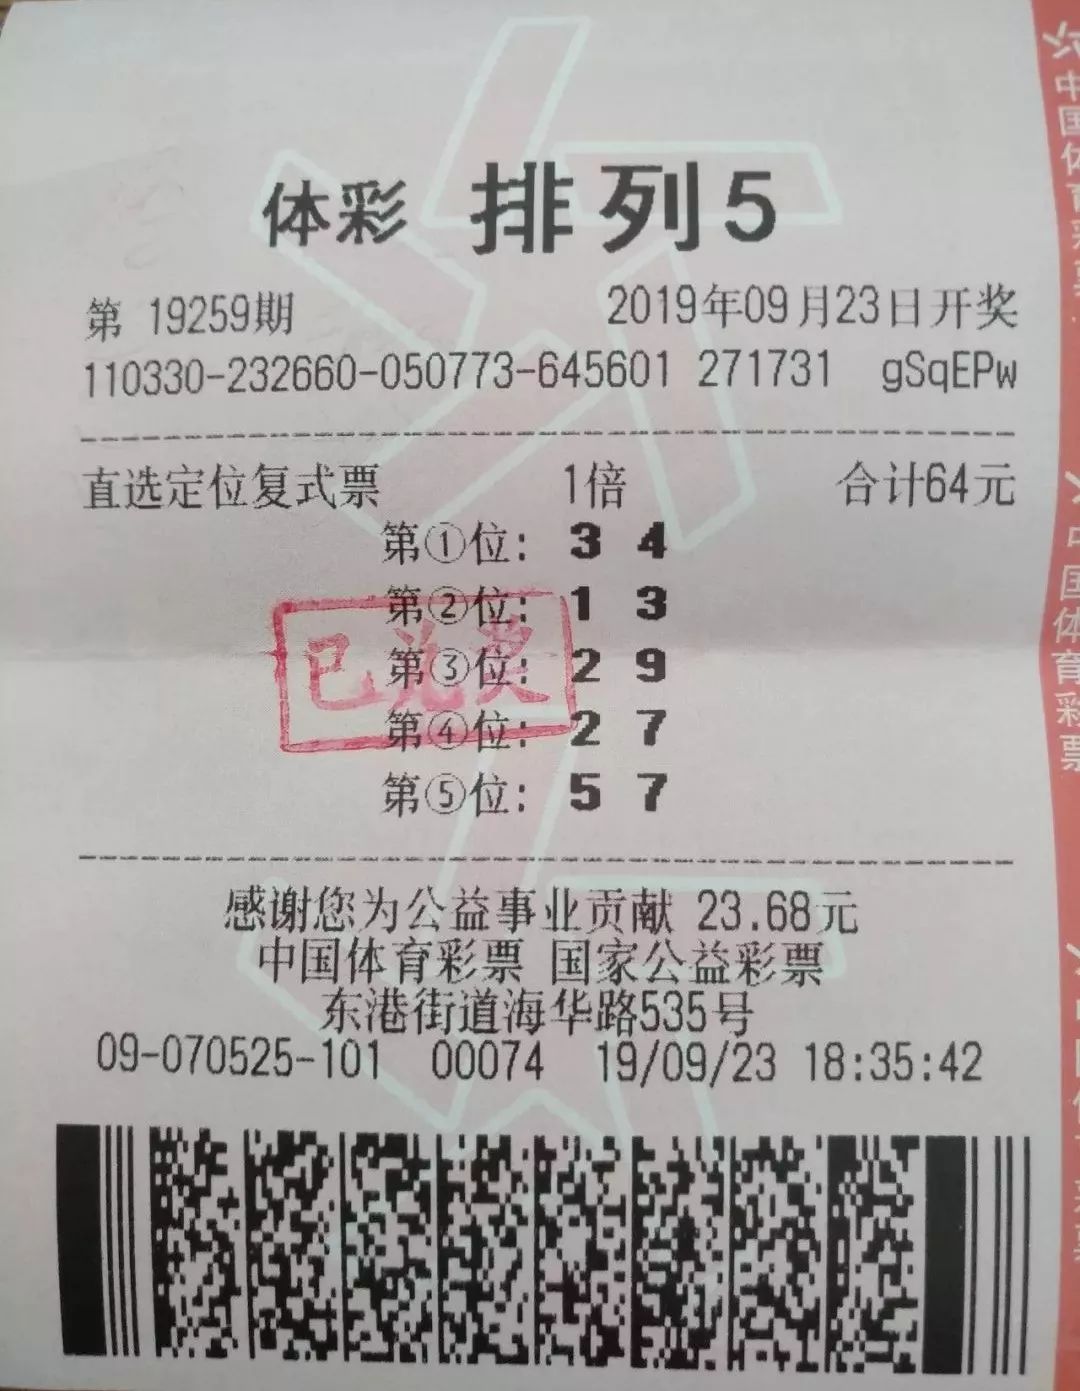 体彩 排列5
第 19259期 2019年09月23日开奖
110330-232660-050773-645601 271731 gSqEPw
直选定位复式票 1倍 合计64元
第①位: 3 4
第②位: 1 3
第③位: 2 9
第④位: 2 7
第⑤位: 5 7
已兑奖
感谢您为公益事业贡献 23.68元
中国体育彩票 国家公益彩票
东港街道海华路535号
09-070525-101 00074 19/09/23 18:35:42
中国体育彩票
中国体育彩票